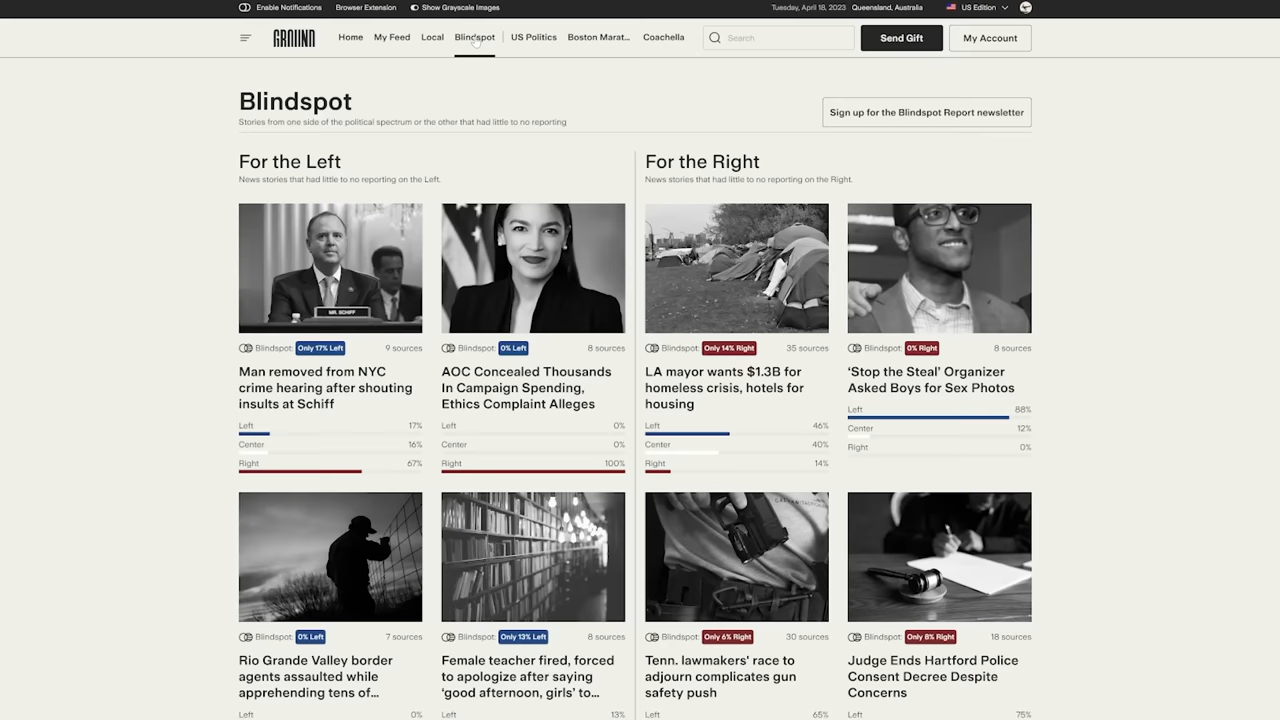 Enable Notifications
Browser Extension
Show Grayscale Images
Tuesday, April 18, 2023
Queensland, Australia
US Edition
GROUND
Home
My Feed
Local
Blindspot
US Politics
Boston Marat...
Coachella
Search
Send Gift
My Account
Blindspot
Stories from one side of the political spectrum or the other that had little to no reporting
Sign up for the Blindspot Report newsletter
For the Left
News stories that had little to no reporting on the Left.
MR. SCHIFF
Blindspot: Only 17% Left
9 sources
Man removed from NYC
crime hearing after shouting
insults at Schiff
Left 17%
Center 16%
Right 67%
Blindspot: 0% Left
8 sources
AOC Concealed Thousands
In Campaign Spending,
Ethics Complaint Alleges
Left 0%
Center 0%
Right 100%
Blindspot: 0% Left
7 sources
Rio Grande Valley border
agents assaulted while
apprehending tens of...
Left 0%
Blindspot: Only 13% Left
8 sources
Female teacher fired, forced
to apologize after saying
‘good afternoon, girls’ to...
Left 13%
For the Right
News stories that had little to no reporting on the Right.
Blindspot: Only 14% Right
35 sources
LA mayor wants $1.3B for
homeless crisis, hotels for
housing
Left 46%
Center 40%
Right 14%
Blindspot: 0% Right
8 sources
‘Stop the Steal’ Organizer
Asked Boys for Sex Photos
Left 88%
Center 12%
Right 0%
Blindspot: Only 6% Right
30 sources
Tenn. lawmakers' race to
adjourn complicates gun
safety push
Left 65%
Blindspot: Only 8% Right
18 sources
Judge Ends Hartford Police
Consent Decree Despite
Concerns
Left 75%